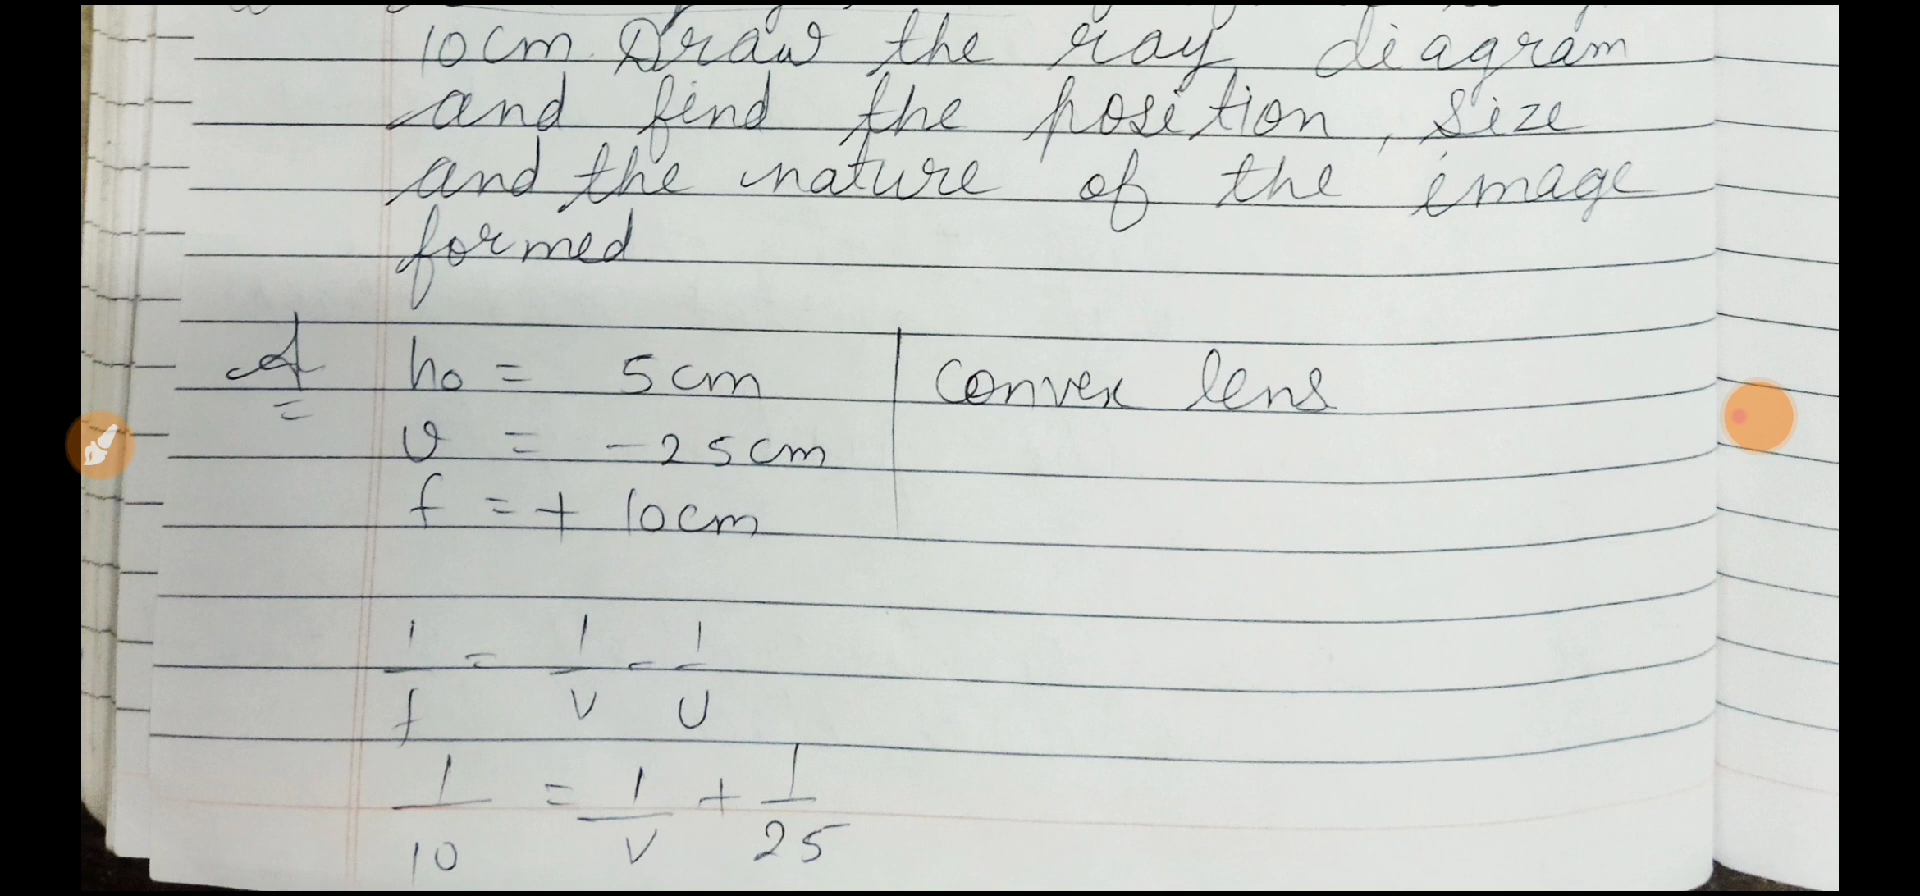 10cm. Draw the ray diagram
and find the position, size
and the nature of the image
formed
A ho = 5cm
Convex lens
υ = -25cm
f = + 10cm
1/f = 1/v - 1/u
1/10 = 1/v + 1/25